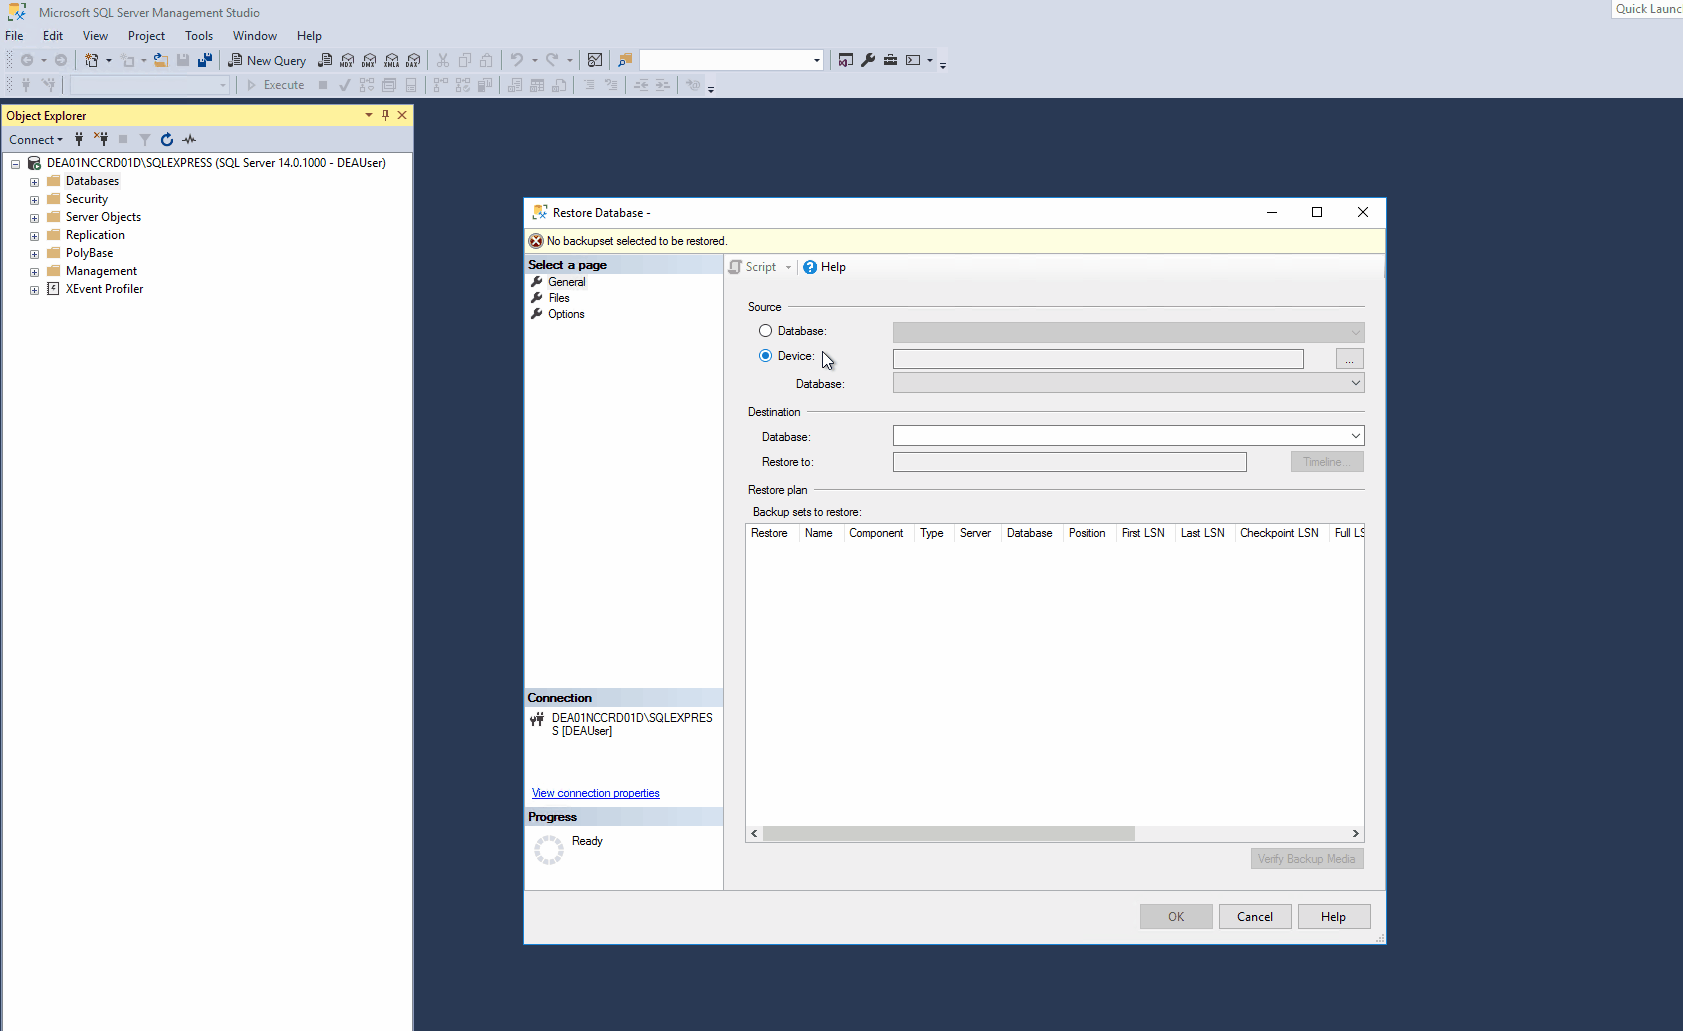 Microsoft SQL Server Management Studio
Quick Launc
File Edit View Project Tools Window Help
New Query MDX DMX XMLA DAX
Execute
Object Explorer
Connect
DEA01NCCRD01D\SQLEXPRESS (SQL Server 14.0.1000 - DEAUser)
Databases
Security
Server Objects
Replication
PolyBase
Management
XEvent Profiler
Restore Database -
No backupset selected to be restored.
Select a page
General
Files
Options
Script Help
Source
Database:
Device:
...
Database:
Destination
Database:
Restore to:
Timeline...
Restore plan
Backup sets to restore:
Restore Name Component Type Server Database Position First LSN Last LSN Checkpoint LSN Full LS
Connection
DEA01NCCRD01D\SQLEXPRES
S [DEAUser]
View connection properties
Progress
Ready
Verify Backup Media
OK Cancel Help